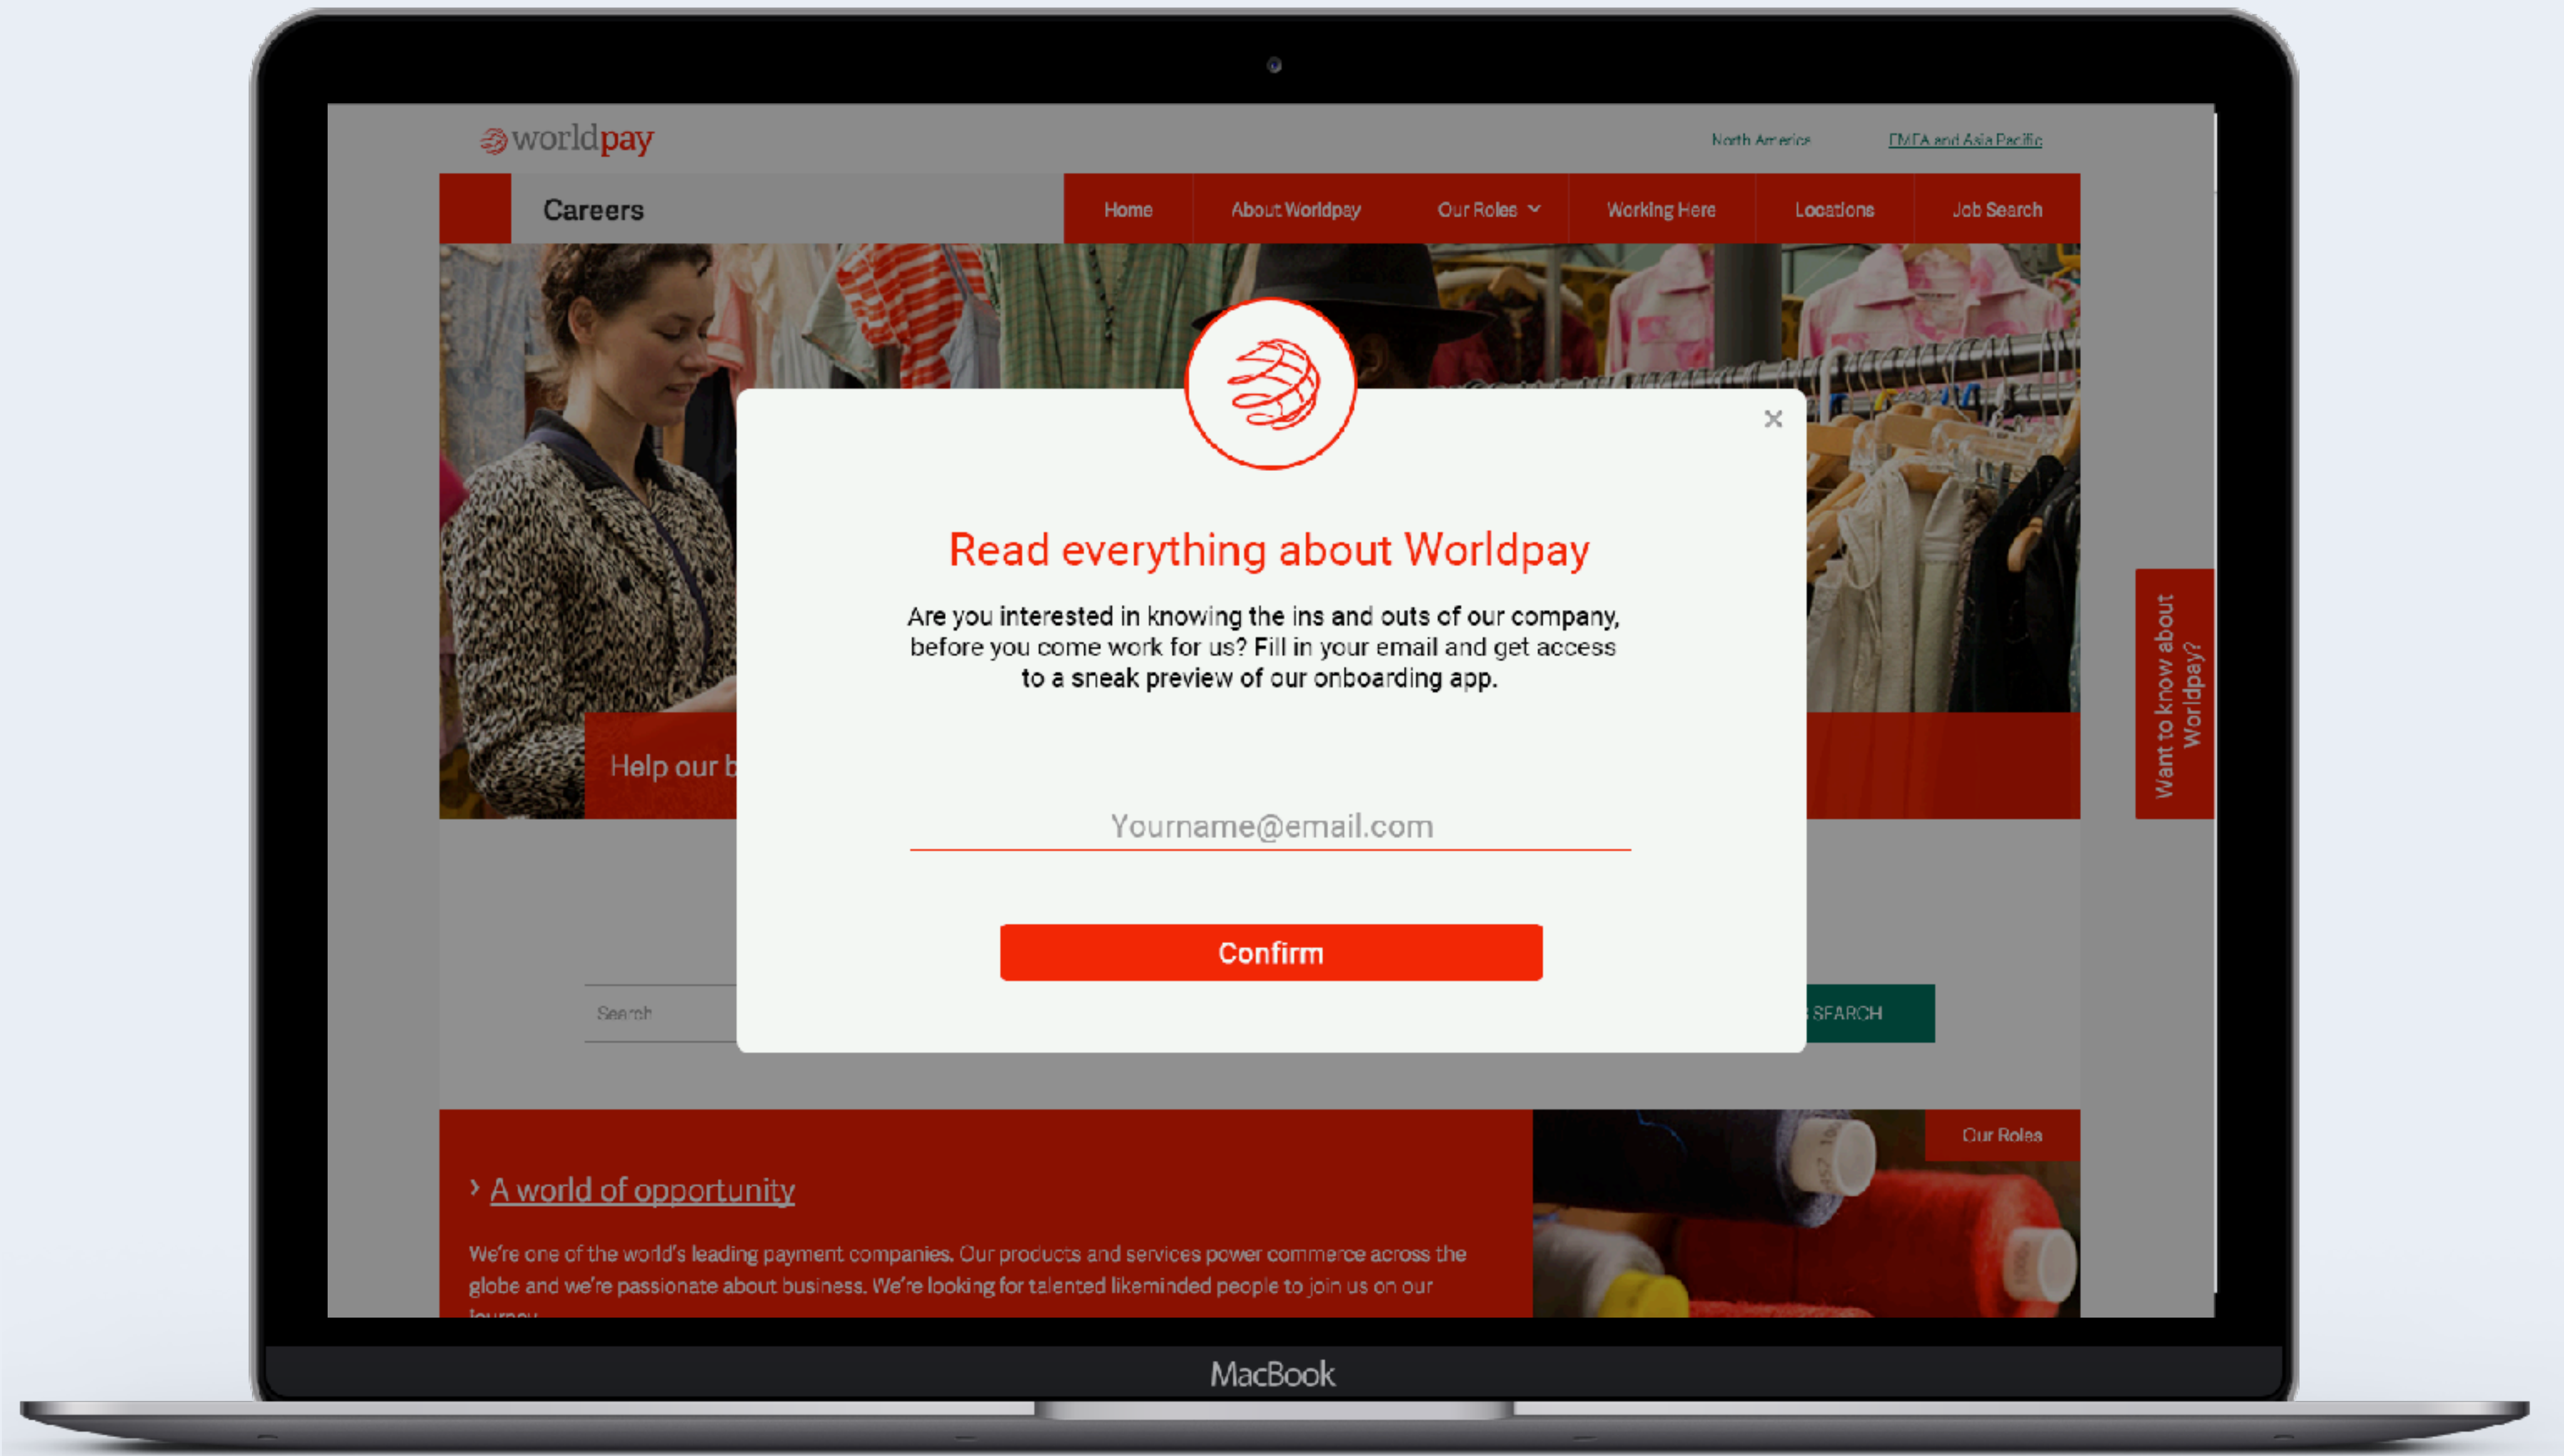 worldpay
North America
EMEA and Asia Pacific
Careers
Home
About Worldpay
Our Roles
Working Here
Locations
Job Search
Read everything about Worldpay
Are you interested in knowing the ins and outs of our company,
before you come work for us? Fill in your email and get access
to a sneak preview of our onboarding app.
Want to know about
Worldpay?
Help our b
Yourname@email.com
Confirm
Search
SEARCH
Our Roles
A world of opportunity
We're one of the world's leading payment companies. Our products and services power commerce across the
globe and we're passionate about business. We're looking for talented likeminded people to join us on our
journey
MacBook